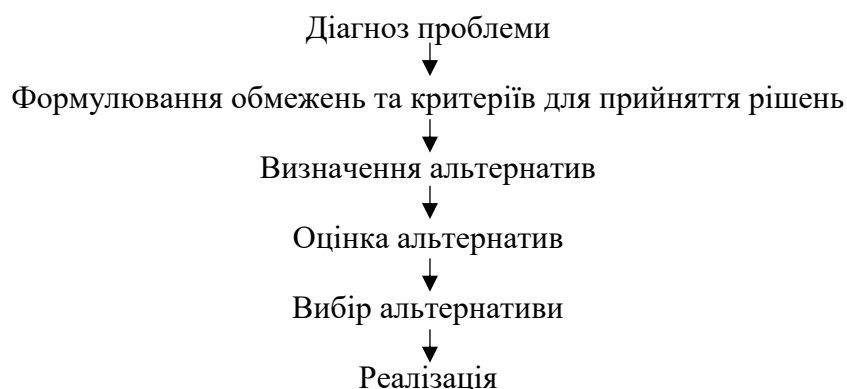 Діагноз проблеми
Формулювання обмежень та критеріїв для прийняття рішень
Визначення альтернатив
Оцінка альтернатив
Вибір альтернативи
Реалізація